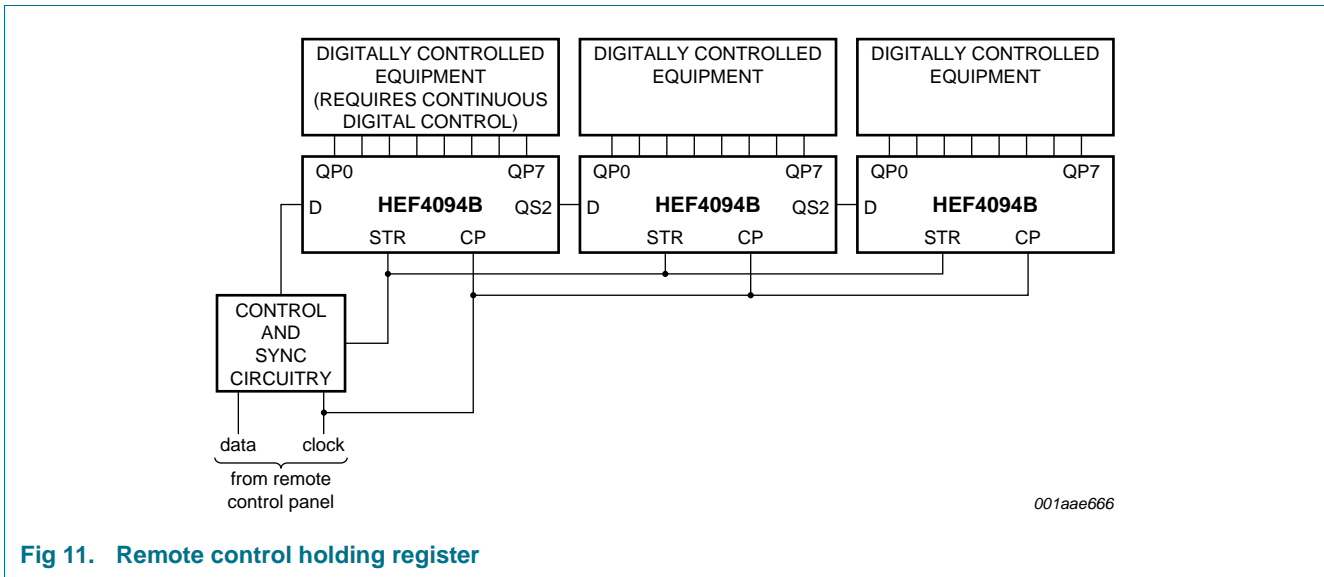 DIGITALLY CONTROLLED
EQUIPMENT
(REQUIRES CONTINUOUS
DIGITAL CONTROL)
DIGITALLY CONTROLLED
EQUIPMENT
DIGITALLY CONTROLLED
EQUIPMENT
QP0 QP7
D HEF4094B QS2
STR CP
QP0 QP7
D HEF4094B QS2
STR CP
QP0 QP7
D HEF4094B
STR CP
CONTROL
AND
SYNC
CIRCUITRY
data clock
from remote
control panel
001aae666
Fig 11. Remote control holding register